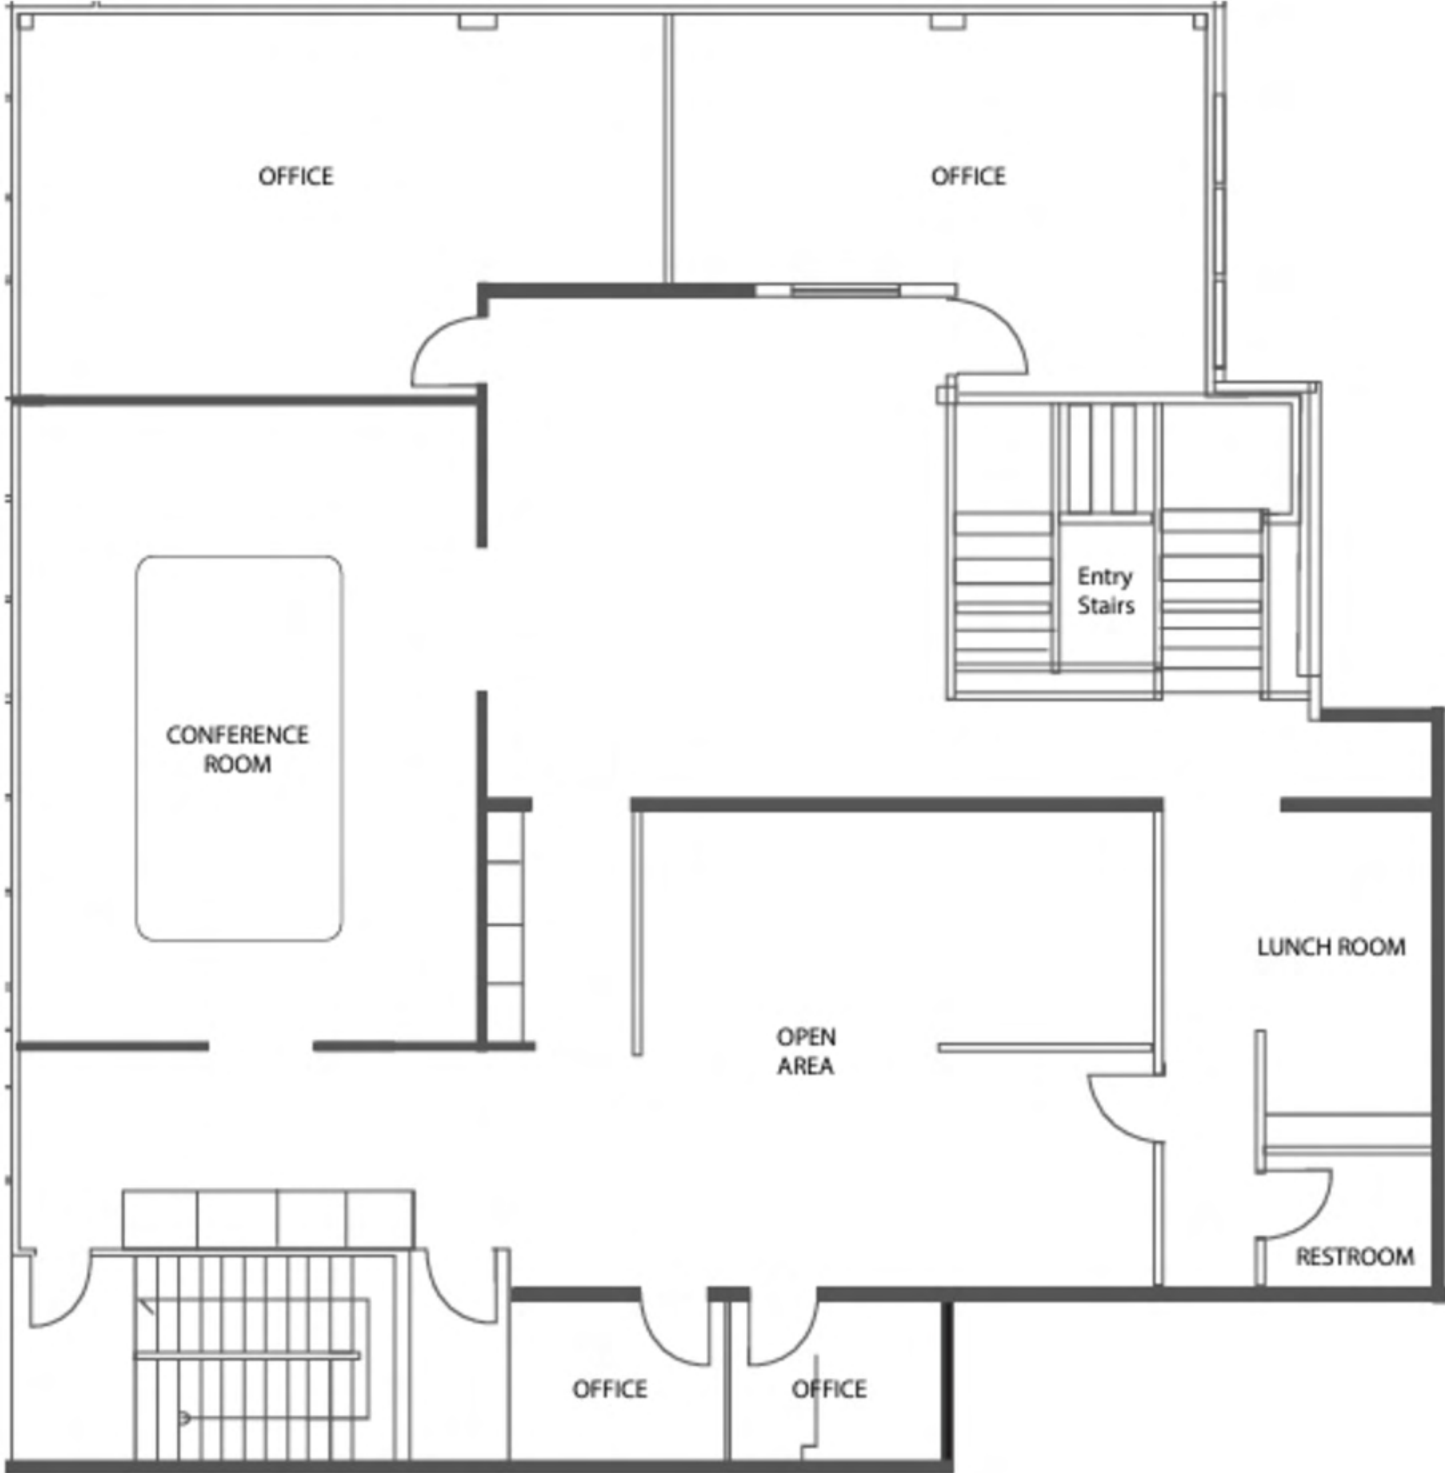 OFFICE
OFFICE
Entry
Stairs
CONFERENCE
ROOM
LUNCH ROOM
OPEN
AREA
RESTROOM
OFFICE
OFFICE